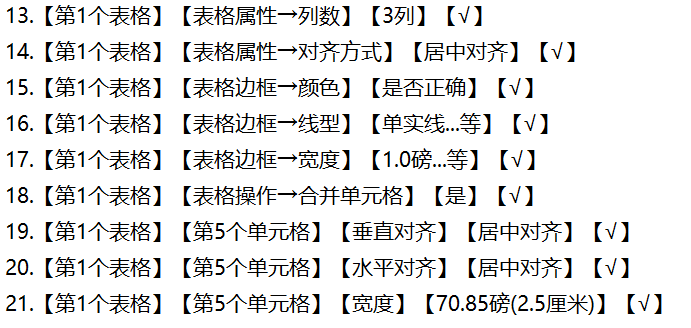 13.【第1个表格】【表格属性→列数】【3列】【√】
14.【第1个表格】【表格属性→对齐方式】【居中对齐】【√】
15.【第1个表格】【表格边框→颜色】【是否正确】【√】
16.【第1个表格】【表格边框→线型】【单实线...等】【√】
17.【第1个表格】【表格边框→宽度】【1.0磅...等】【√】
18.【第1个表格】【表格操作→合并单元格】【是】【√】
19.【第1个表格】【第5个单元格】【垂直对齐】【居中对齐】【√】
20.【第1个表格】【第5个单元格】【水平对齐】【居中对齐】【√】
21.【第1个表格】【第5个单元格】【宽度】【70.85磅(2.5厘米)】【√】